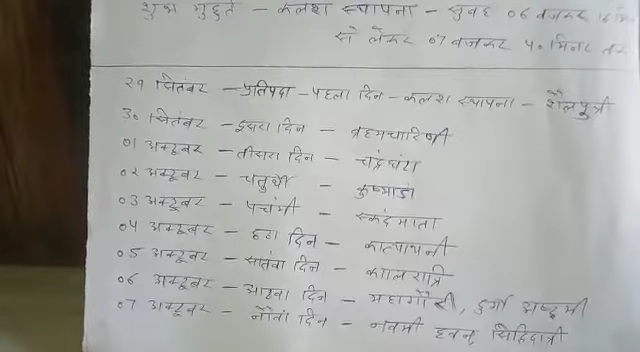 शुभ मुहूर्त - कलश स्थापना - सुबह 06 बजकर 16
से लेकर 07 बजकर 40 मिनट तक
29 सितंबर - प्रतिपदा - पहला दिन - कलश स्थापना - शैलपुत्री
30 सितंबर - दूसरा दिन - ब्रह्मचारिणी
01 अक्टूबर - तीसरा दिन - चंद्रघंटा
02 अक्टूबर - चतुर्थी - कुष्मांडा
03 अक्टूबर - पचंमी - स्कंदमाता
04 अक्टूबर - छठा दिन - कात्यायनी
05 अक्टूबर - सातंवा दिन - कालरात्रि
06 अक्टूबर - आठवा दिन - महागौरी, दुर्गा अष्टमी
07 अक्टूबर - नौवां दिन - नवमी हवन, सिद्दिदात्री